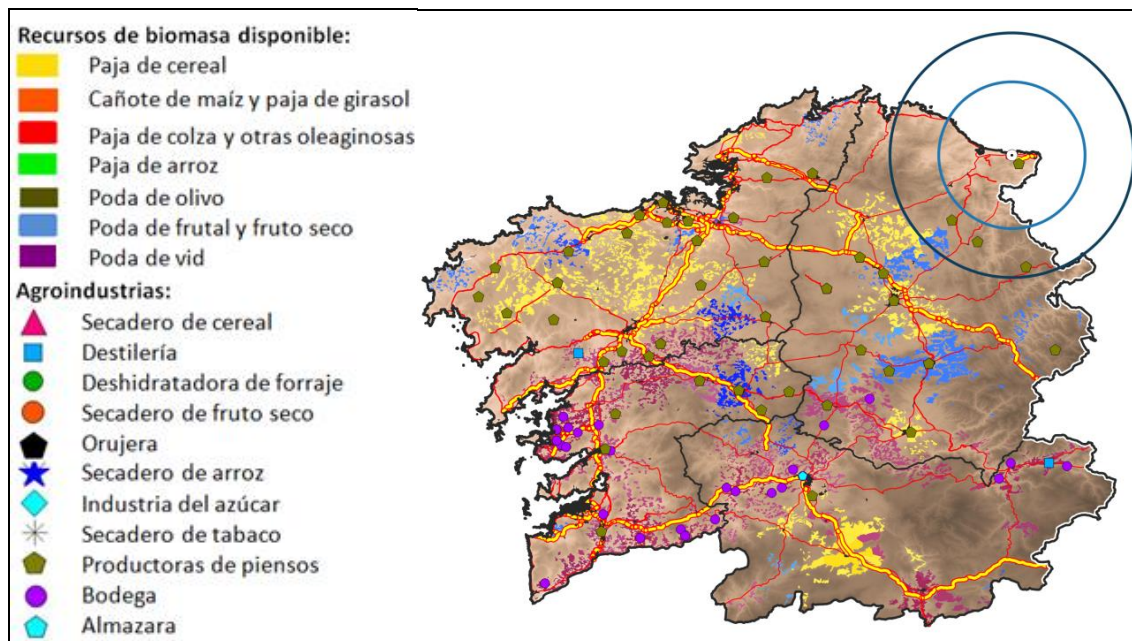 Recursos de biomasa disponible:
Paja de cereal
Cañote de maíz y paja de girasol
Paja de colza y otras oleaginosas
Paja de arroz
Poda de olivo
Poda de frutal y fruto seco
Poda de vid
Agroindustrias:
Secadero de cereal
Destilería
Deshidratadora de forraje
Secadero de fruto seco
Orujera
Secadero de arroz
Industria del azúcar
Secadero de tabaco
Productoras de piensos
Bodega
Almazara